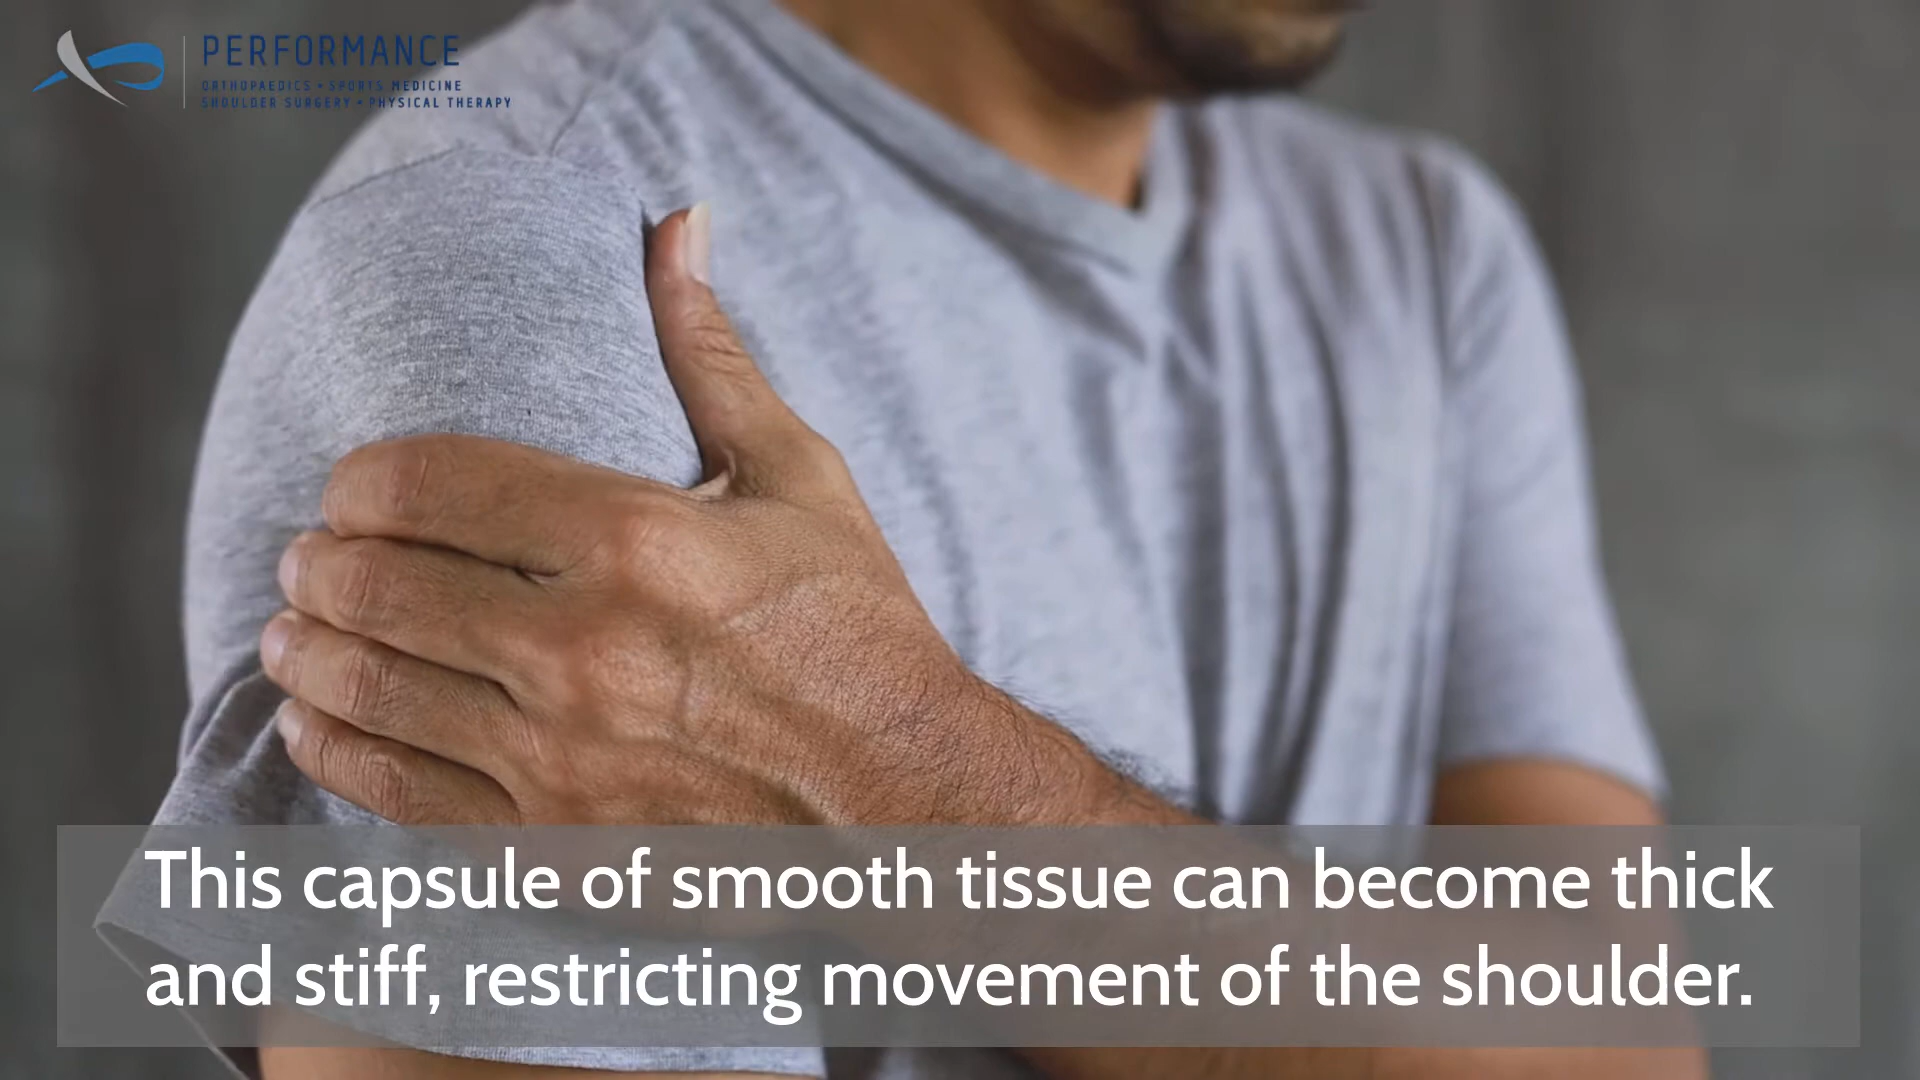 PERFORMANCE
ORTHOPAEDICS • SPORTS MEDICINE
SHOULDER SURGERY • PHYSICAL THERAPY
This capsule of smooth tissue can become thick
and stiff, restricting movement of the shoulder.